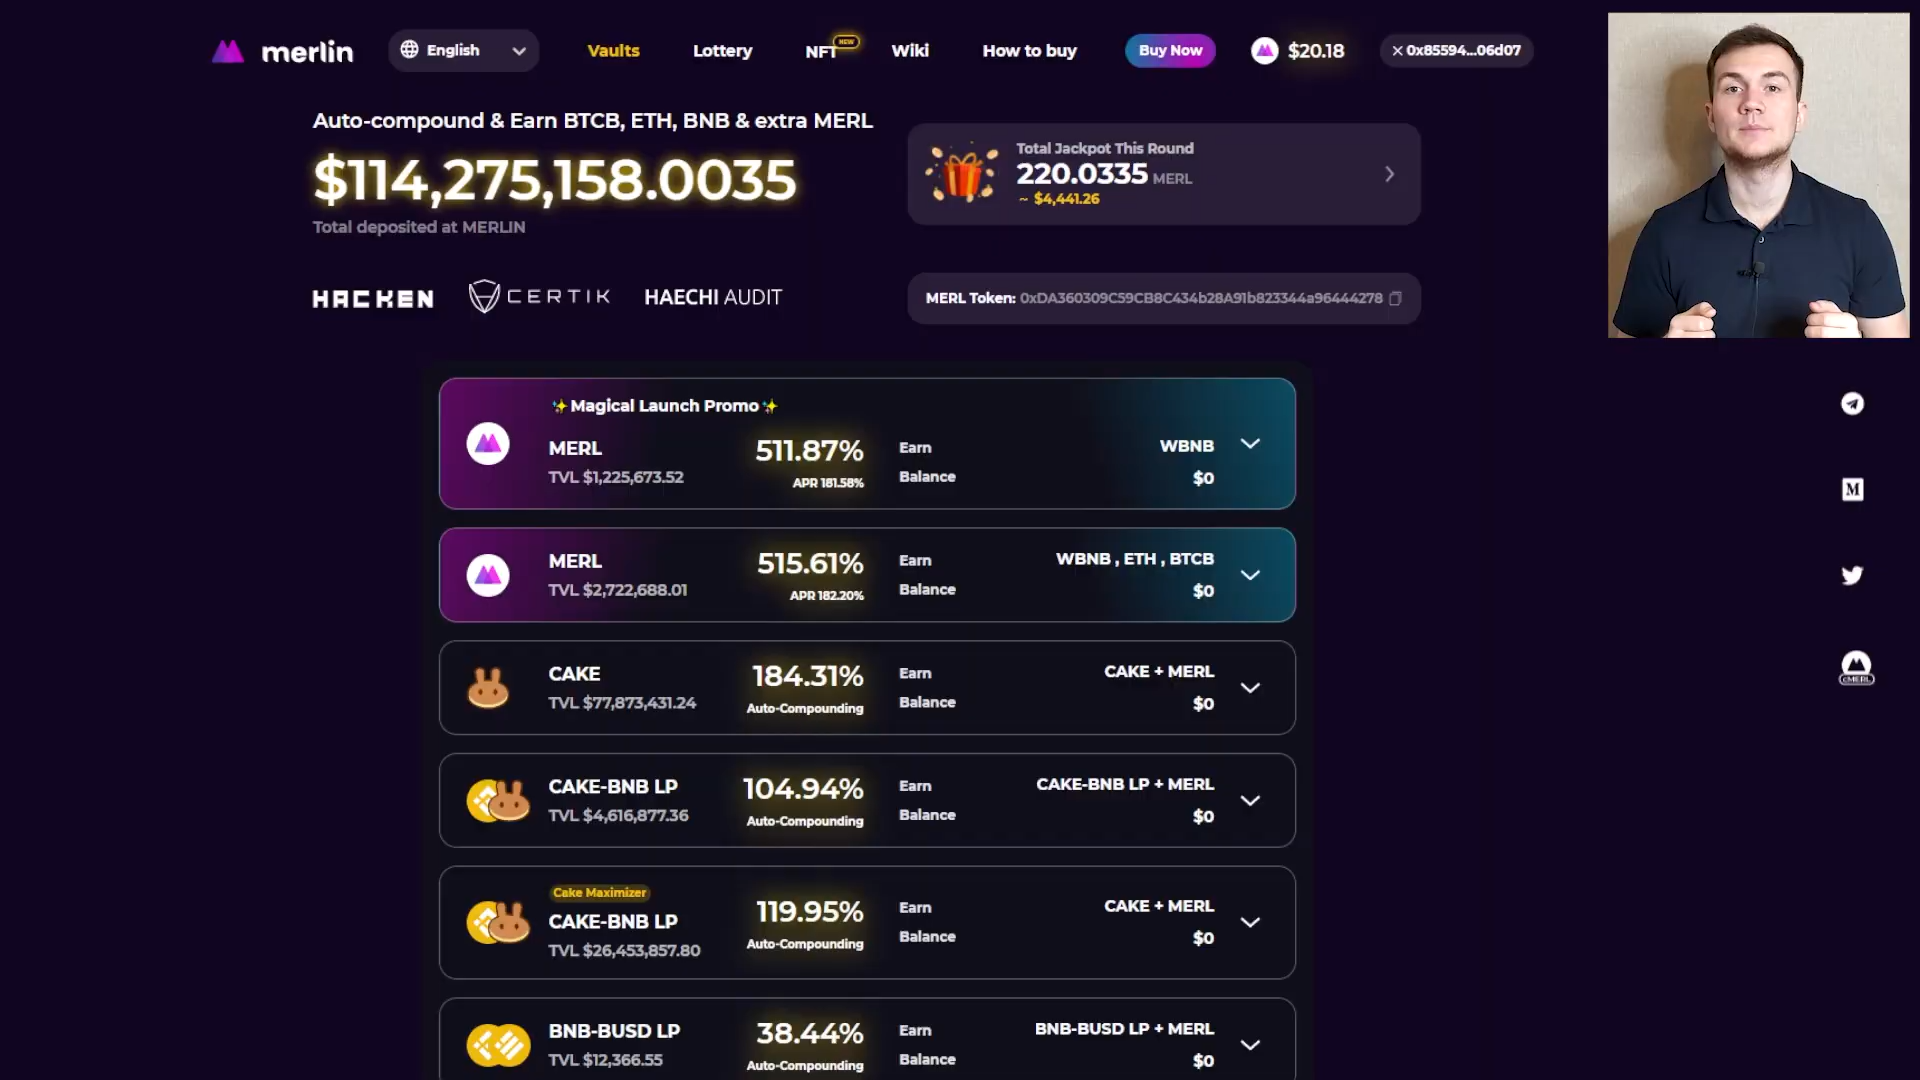 merlin
English
Vaults
Lottery
NFT
NEW
Wiki
How to buy
Buy Now
$20.18
0x85594...06d07
Auto-compound & Earn BTCB, ETH, BNB & extra MERL
$114,275,158.0035
Total deposited at MERLIN
Total Jackpot This Round
220.0335 MERL
~ $4,441.26
HACKEN
CERTIK
HAECHI AUDIT
MERL Token: 0xDA360309C59CB8C434b28A91b823344a96444278
✨Magical Launch Promo✨
MERL
TVL $1,225,673.52
511.87%
APR 181.58%
Earn
Balance
WBNB
$0
MERL
TVL $2,722,688.01
515.61%
APR 182.20%
Earn
Balance
WBNB , ETH , BTCB
$0
CAKE
TVL $77,873,431.24
184.31%
Auto-Compounding
Earn
Balance
CAKE + MERL
$0
CAKE-BNB LP
TVL $4,616,877.36
104.94%
Auto-Compounding
Earn
Balance
CAKE-BNB LP + MERL
$0
Cake Maximizer
CAKE-BNB LP
TVL $26,453,857.80
119.95%
Auto-Compounding
Earn
Balance
CAKE + MERL
$0
BNB-BUSD LP
TVL $12,366.55
38.44%
Auto-Compounding
Earn
Balance
BNB-BUSD LP + MERL
$0
M
cMERL